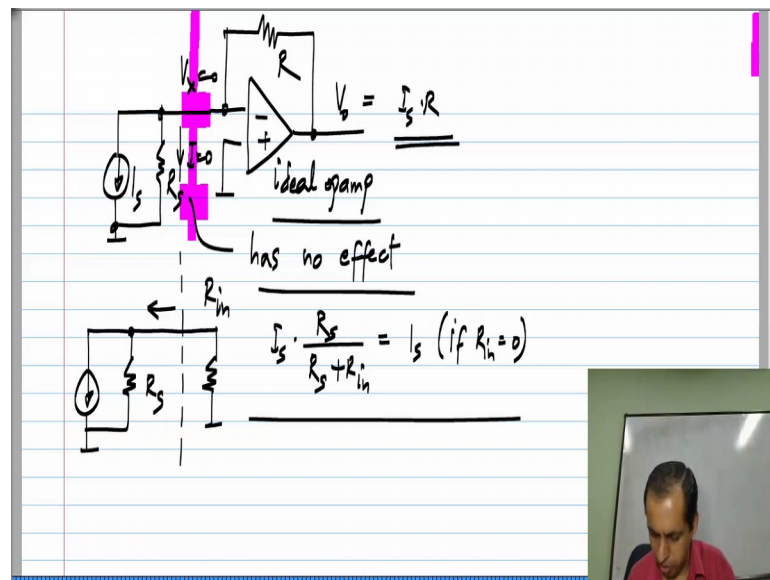 Vx=0
R
V0 = Is·R
I=0
Is
Rs
−
+
ideal opamp
has no effect
Rin
Is · Rs / Rs + Rin = Is (if Rin = 0)
Rs